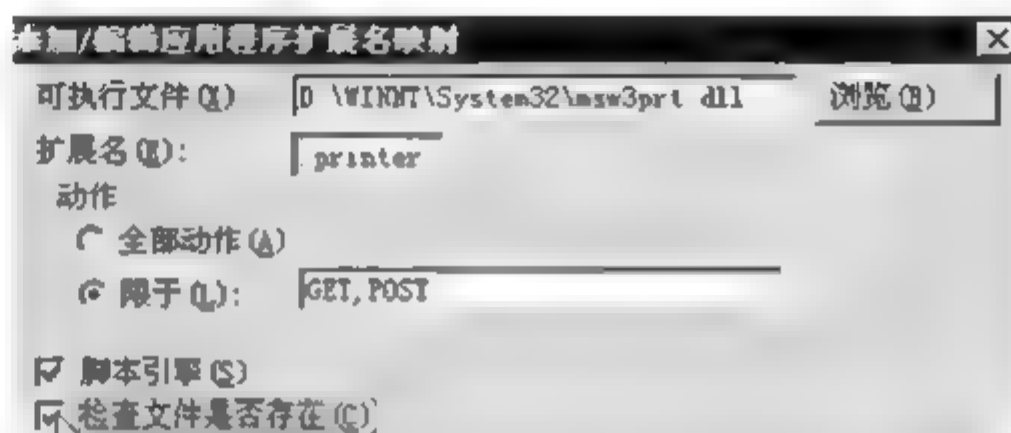 添加/编辑应用程序扩展名映射
可执行文件(X) D \WINNT\System32\msw3prt dll 浏览(B)
扩展名(E): printer
动作
全部动作(A)
限于(L): GET,POST
脚本引擎(S)
检查文件是否存在(C)